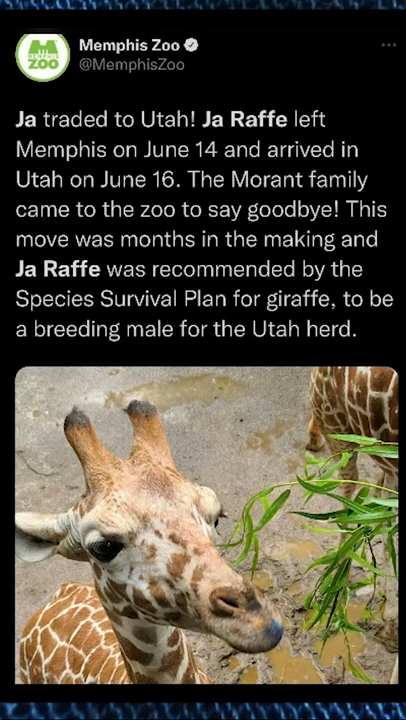 MEMPHIS
ZOO
Memphis Zoo
@MemphisZoo
Ja traded to Utah! Ja Raffe left
Memphis on June 14 and arrived in
Utah on June 16. The Morant family
came to the zoo to say goodbye! This
move was months in the making and
Ja Raffe was recommended by the
Species Survival Plan for giraffe, to be
a breeding male for the Utah herd.